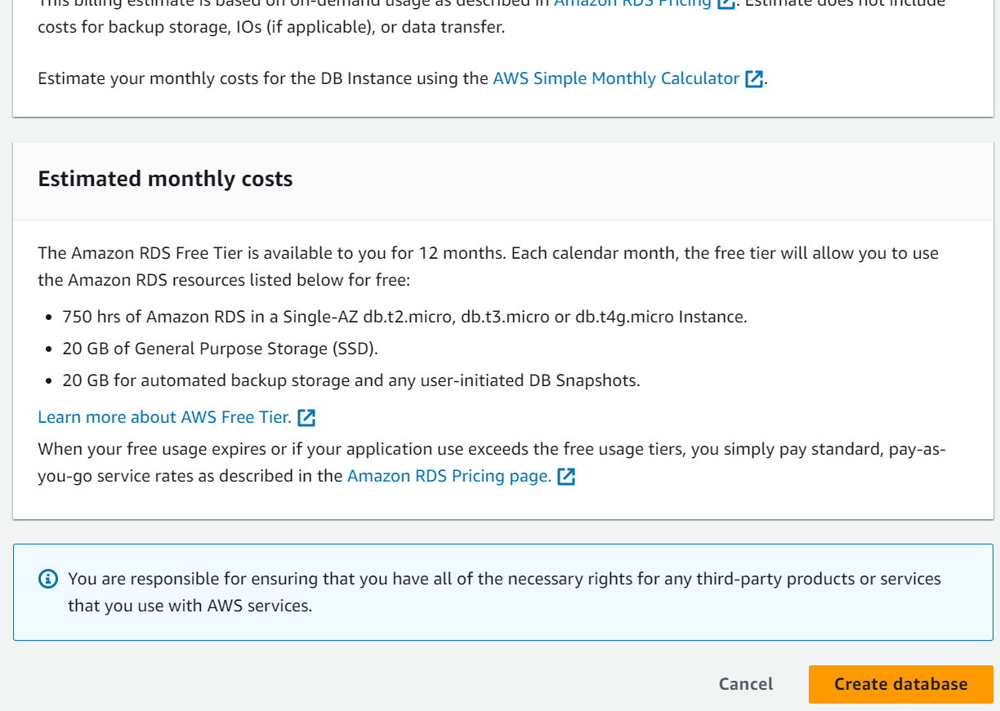 This billing estimate is based on on-demand usage as described in Amazon RDS Pricing. Estimate does not include
costs for backup storage, IOs (if applicable), or data transfer.
Estimate your monthly costs for the DB Instance using the AWS Simple Monthly Calculator.
Estimated monthly costs
The Amazon RDS Free Tier is available to you for 12 months. Each calendar month, the free tier will allow you to use
the Amazon RDS resources listed below for free:
• 750 hrs of Amazon RDS in a Single-AZ db.t2.micro, db.t3.micro or db.t4g.micro Instance.
• 20 GB of General Purpose Storage (SSD).
• 20 GB for automated backup storage and any user-initiated DB Snapshots.
Learn more about AWS Free Tier.
When your free usage expires or if your application use exceeds the free usage tiers, you simply pay standard, pay-as-
you-go service rates as described in the Amazon RDS Pricing page.
You are responsible for ensuring that you have all of the necessary rights for any third-party products or services
that you use with AWS services.
Cancel Create database